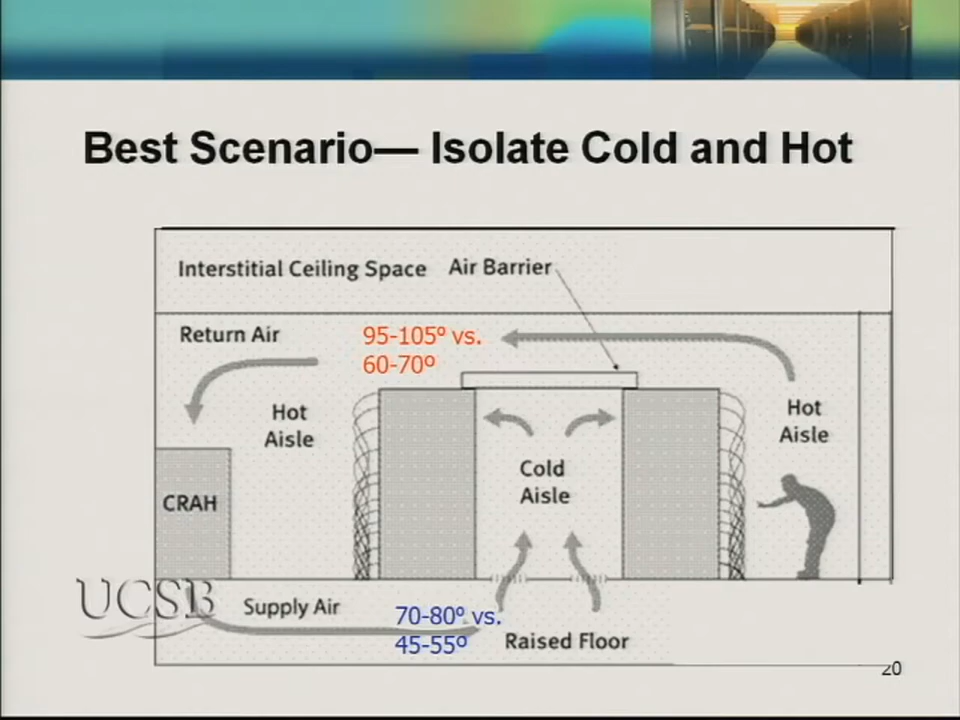 Best Scenario— Isolate Cold and Hot
Interstitial Ceiling Space
Air Barrier
Return Air
95-105º vs.
60-70º
Hot
Aisle
Hot
Aisle
Cold
Aisle
CRAH
UCSB
Supply Air
70-80º vs.
45-55º
Raised Floor
20